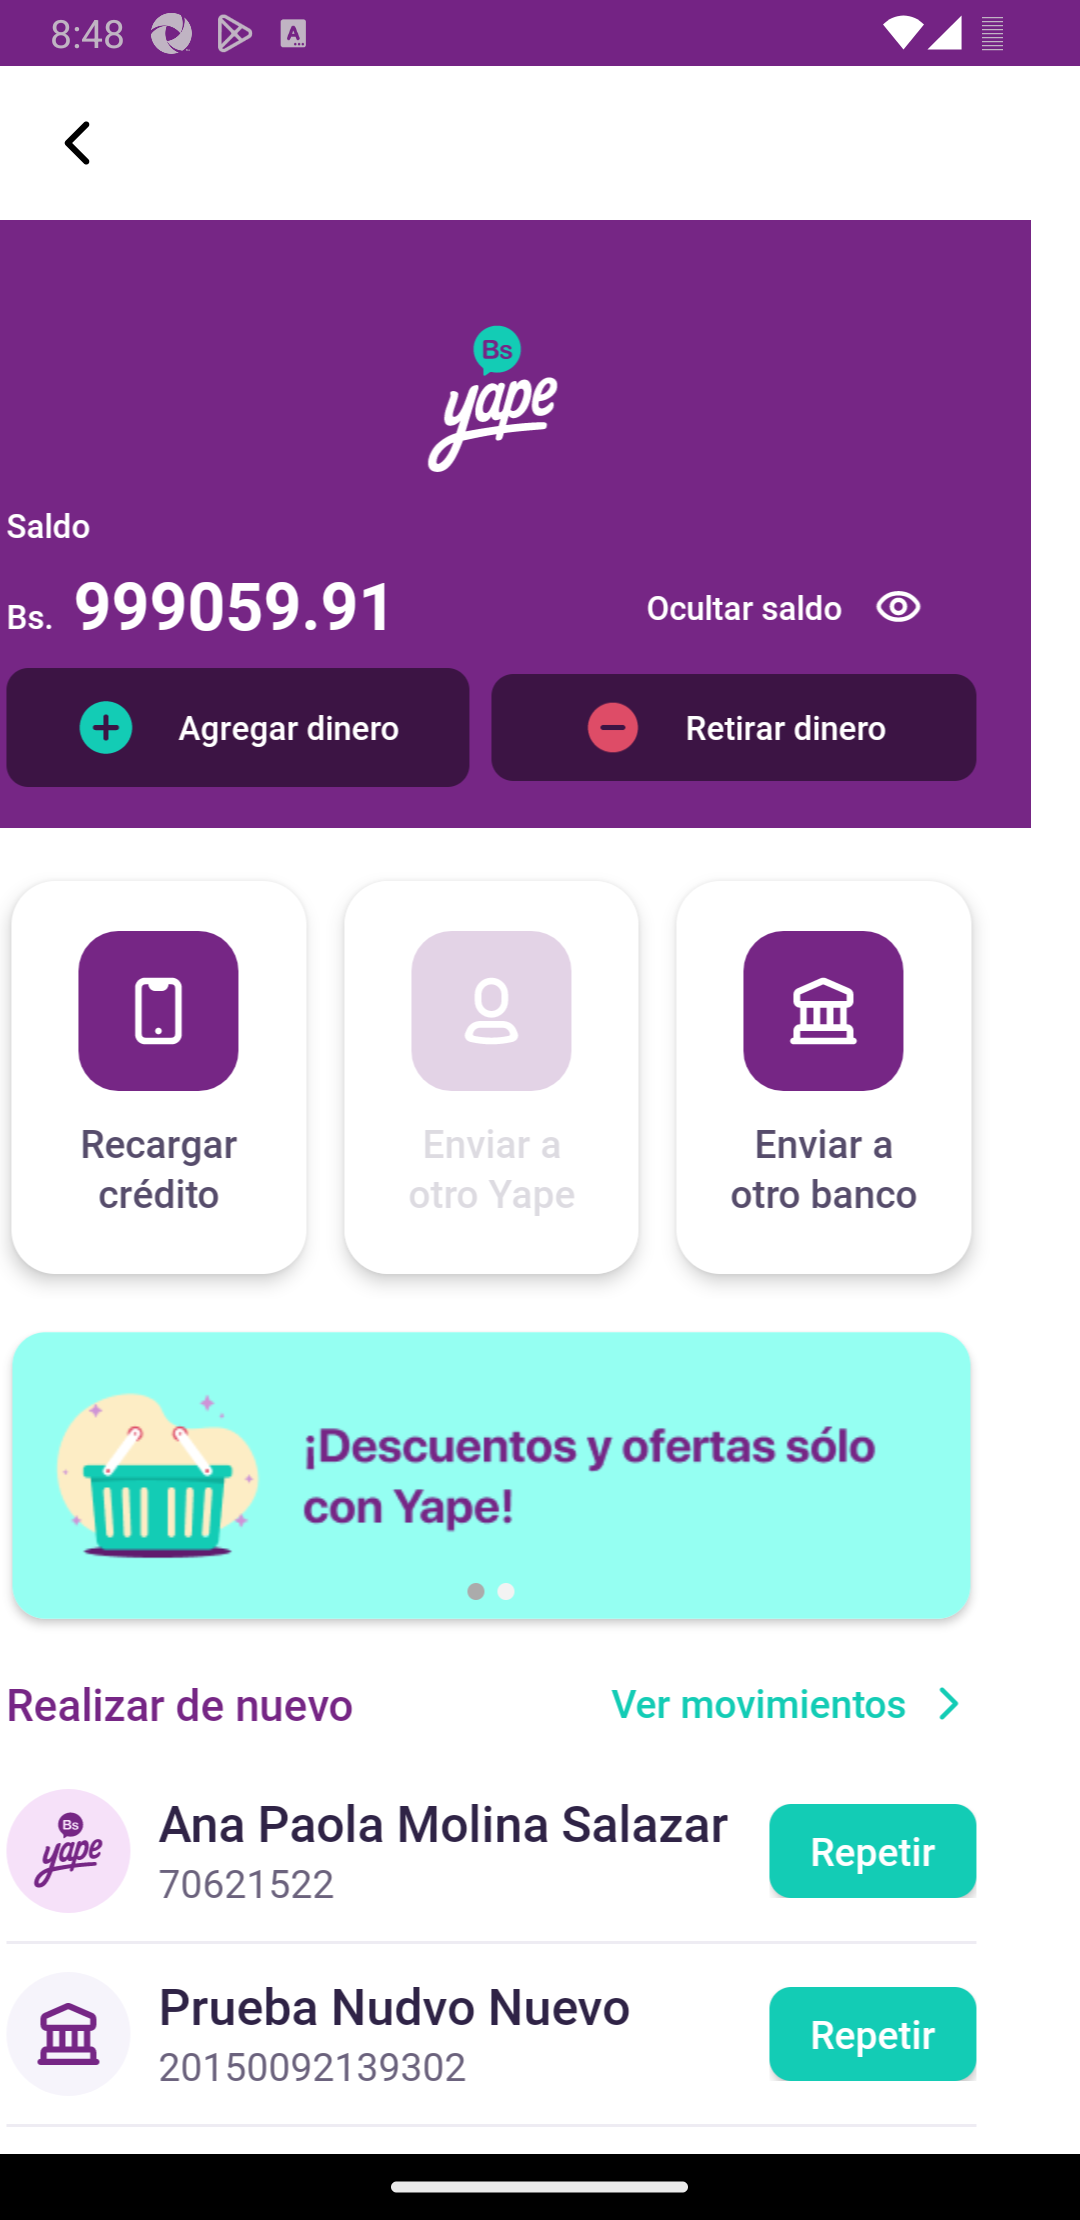 8:48
Bs
yape
Saldo
Bs. 999059.91
Ocultar saldo
Agregar dinero
Retirar dinero
Recargar
crédito
Enviar a
otro Yape
Enviar a
otro banco
¡Descuentos y ofertas sólo
con Yape!
Realizar de nuevo
Ver movimientos
Bs
yape
Ana Paola Molina Salazar
70621522
Repetir
Prueba Nudvo Nuevo
20150092139302
Repetir